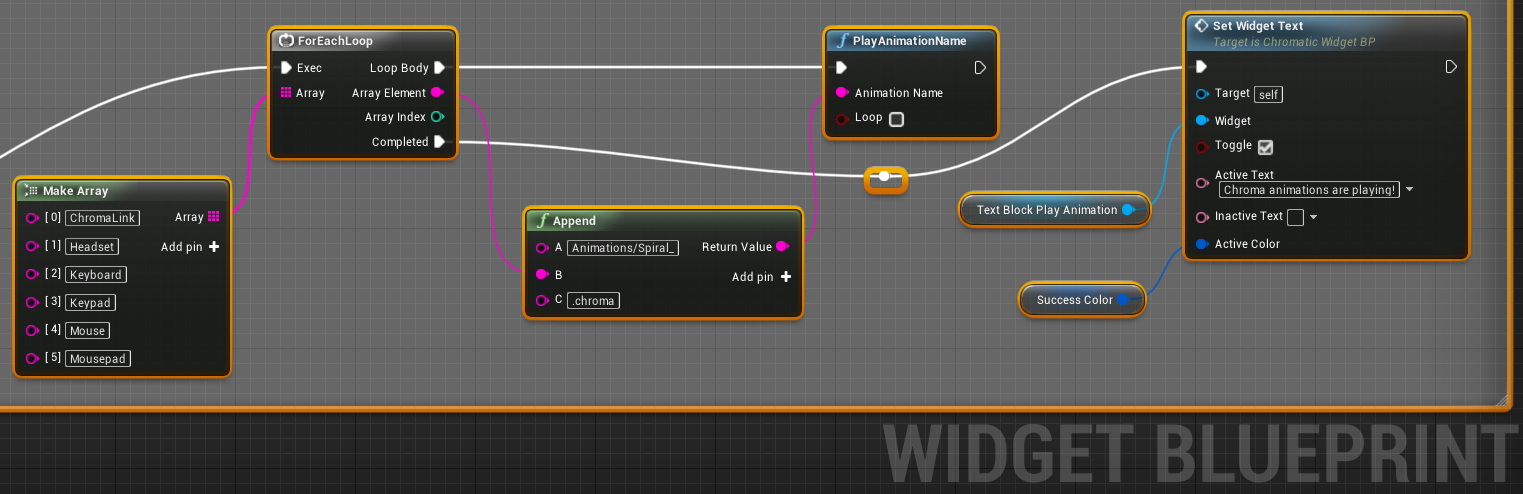 ForEachLoop
Exec Loop Body
Array Array Element
Array Index
Completed
Make Array
[0] ChromaLink Array
[1] Headset Add pin +
[2] Keyboard
[3] Keypad
[4] Mouse
[5] Mousepad
f Append
A Animations/Spiral_ Return Value
B Add pin +
C .chroma
f PlayAnimationName
Animation Name
Loop
Text Block Play Animation
Success Color
Set Widget Text
Target is Chromatic Widget BP
Target self
Widget
Toggle
Active Text
Chroma animations are playing!
Inactive Text
Active Color
WIDGET BLUEPRINT